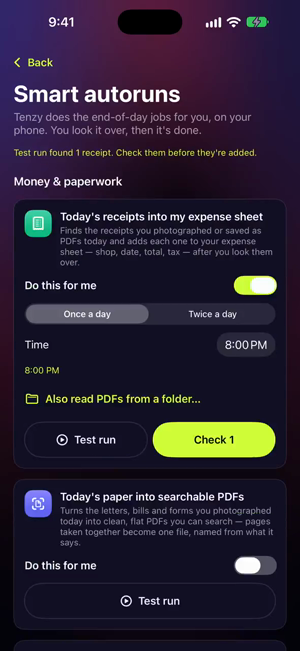 9:41
Back
Smart autoruns
Tenzy does the end-of-day jobs for you, on your
phone. You look it over, then it's done.
Test run found 1 receipt. Check them before they're added.
Money & paperwork
Today's receipts into my expense sheet
Finds the receipts you photographed or saved as
PDFs today and adds each one to your expense
sheet — shop, date, total, tax — after you look them
over.
Do this for me
Once a day
Twice a day
Time
8:00 PM
8:00 PM
Also read PDFs from a folder...
Test run
Check 1
Today's paper into searchable PDFs
Turns the letters, bills and forms you photographed
today into clean, flat PDFs you can search — pages
taken together become one file, named from what it
says.
Do this for me
Test run